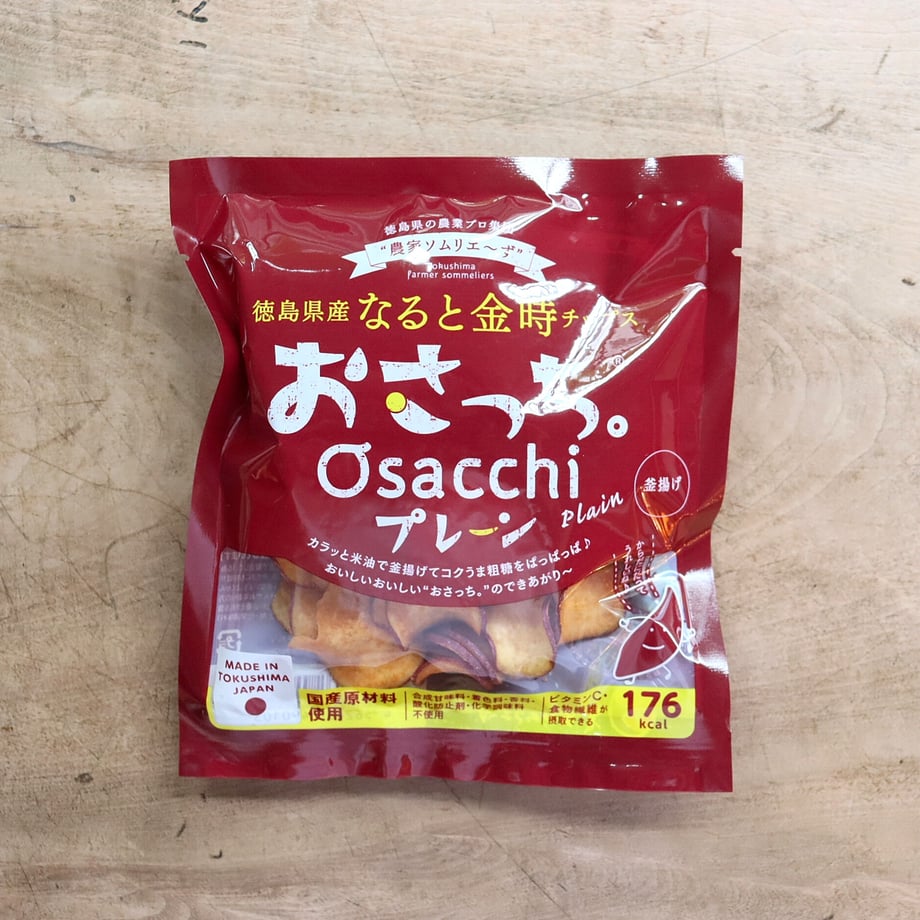 徳島県の農業プロ集団
"農家ソムリエ〜ず"
Tokushima
Farmer sommeliers
徳島県産 なると金時チップス
おさっち。®
Osacchi
プレーン Plain
釜揚げ
カラッと米油で釜揚げてコクうま粗糖をぱっぱっぱ♪
おいしいおいしい"おさっち。"のできあがり〜
MADE IN
TOKUSHIMA
JAPAN
国産原材料
使用
合成甘味料・着色料・香料・
酸化防止剤・化学調味料
不使用
ビタミンC・
食物繊維が
摂取できる
176
kcal